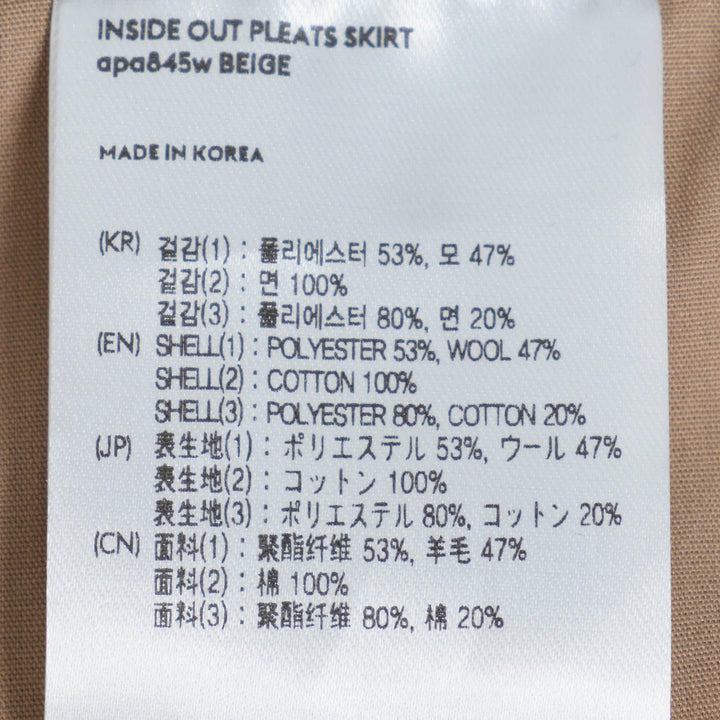 INSIDE OUT PLEATS SKIRT
apa845w BEIGE
MADE IN KOREA
(KR) 겉감(1) : 폴리에스터 53%, 모 47%
겉감(2) : 면 100%
겉감(3) : 폴리에스터 80%, 면 20%
(EN) SHELL(1) : POLYESTER 53%, WOOL 47%
SHELL(2) : COTTON 100%
SHELL(3) : POLYESTER 80%, COTTON 20%
(JP) 表生地(1) : ポリエステル 53%, ウール 47%
表生地(2) : コットン 100%
表生地(3) : ポリエステル 80%, コットン 20%
(CN) 面料(1) : 聚酯纤维 53%, 羊毛 47%
面料(2) : 棉 100%
面料(3) : 聚酯纤维 80%, 棉 20%